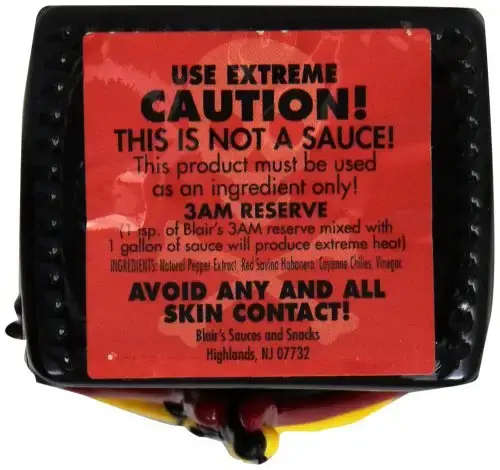 USE EXTREME
CAUTION!
THIS IS NOT A SAUCE!
This product must be used
as an ingredient only!
3AM RESERVE
(1 tsp. of Blair's 3AM reserve mixed with
1 gallon of sauce will produce extreme heat)
INGREDIENTS: Natural Pepper Extract, Red Savina Habanero, Cayenne Chilies, Vinegar
AVOID ANY AND ALL
SKIN CONTACT!
Blair's Sauces and Snacks
Highlands, NJ 07732